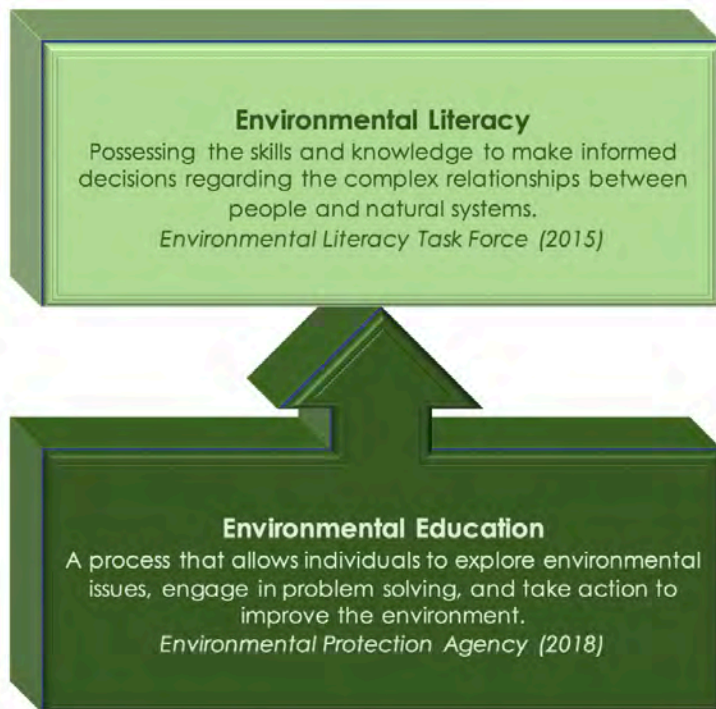 Environmental Literacy
Possessing the skills and knowledge to make informed
decisions regarding the complex relationships between
people and natural systems.
Environmental Literacy Task Force (2015)
Environmental Education
A process that allows individuals to explore environmental
issues, engage in problem solving, and take action to
improve the environment.
Environmental Protection Agency (2018)